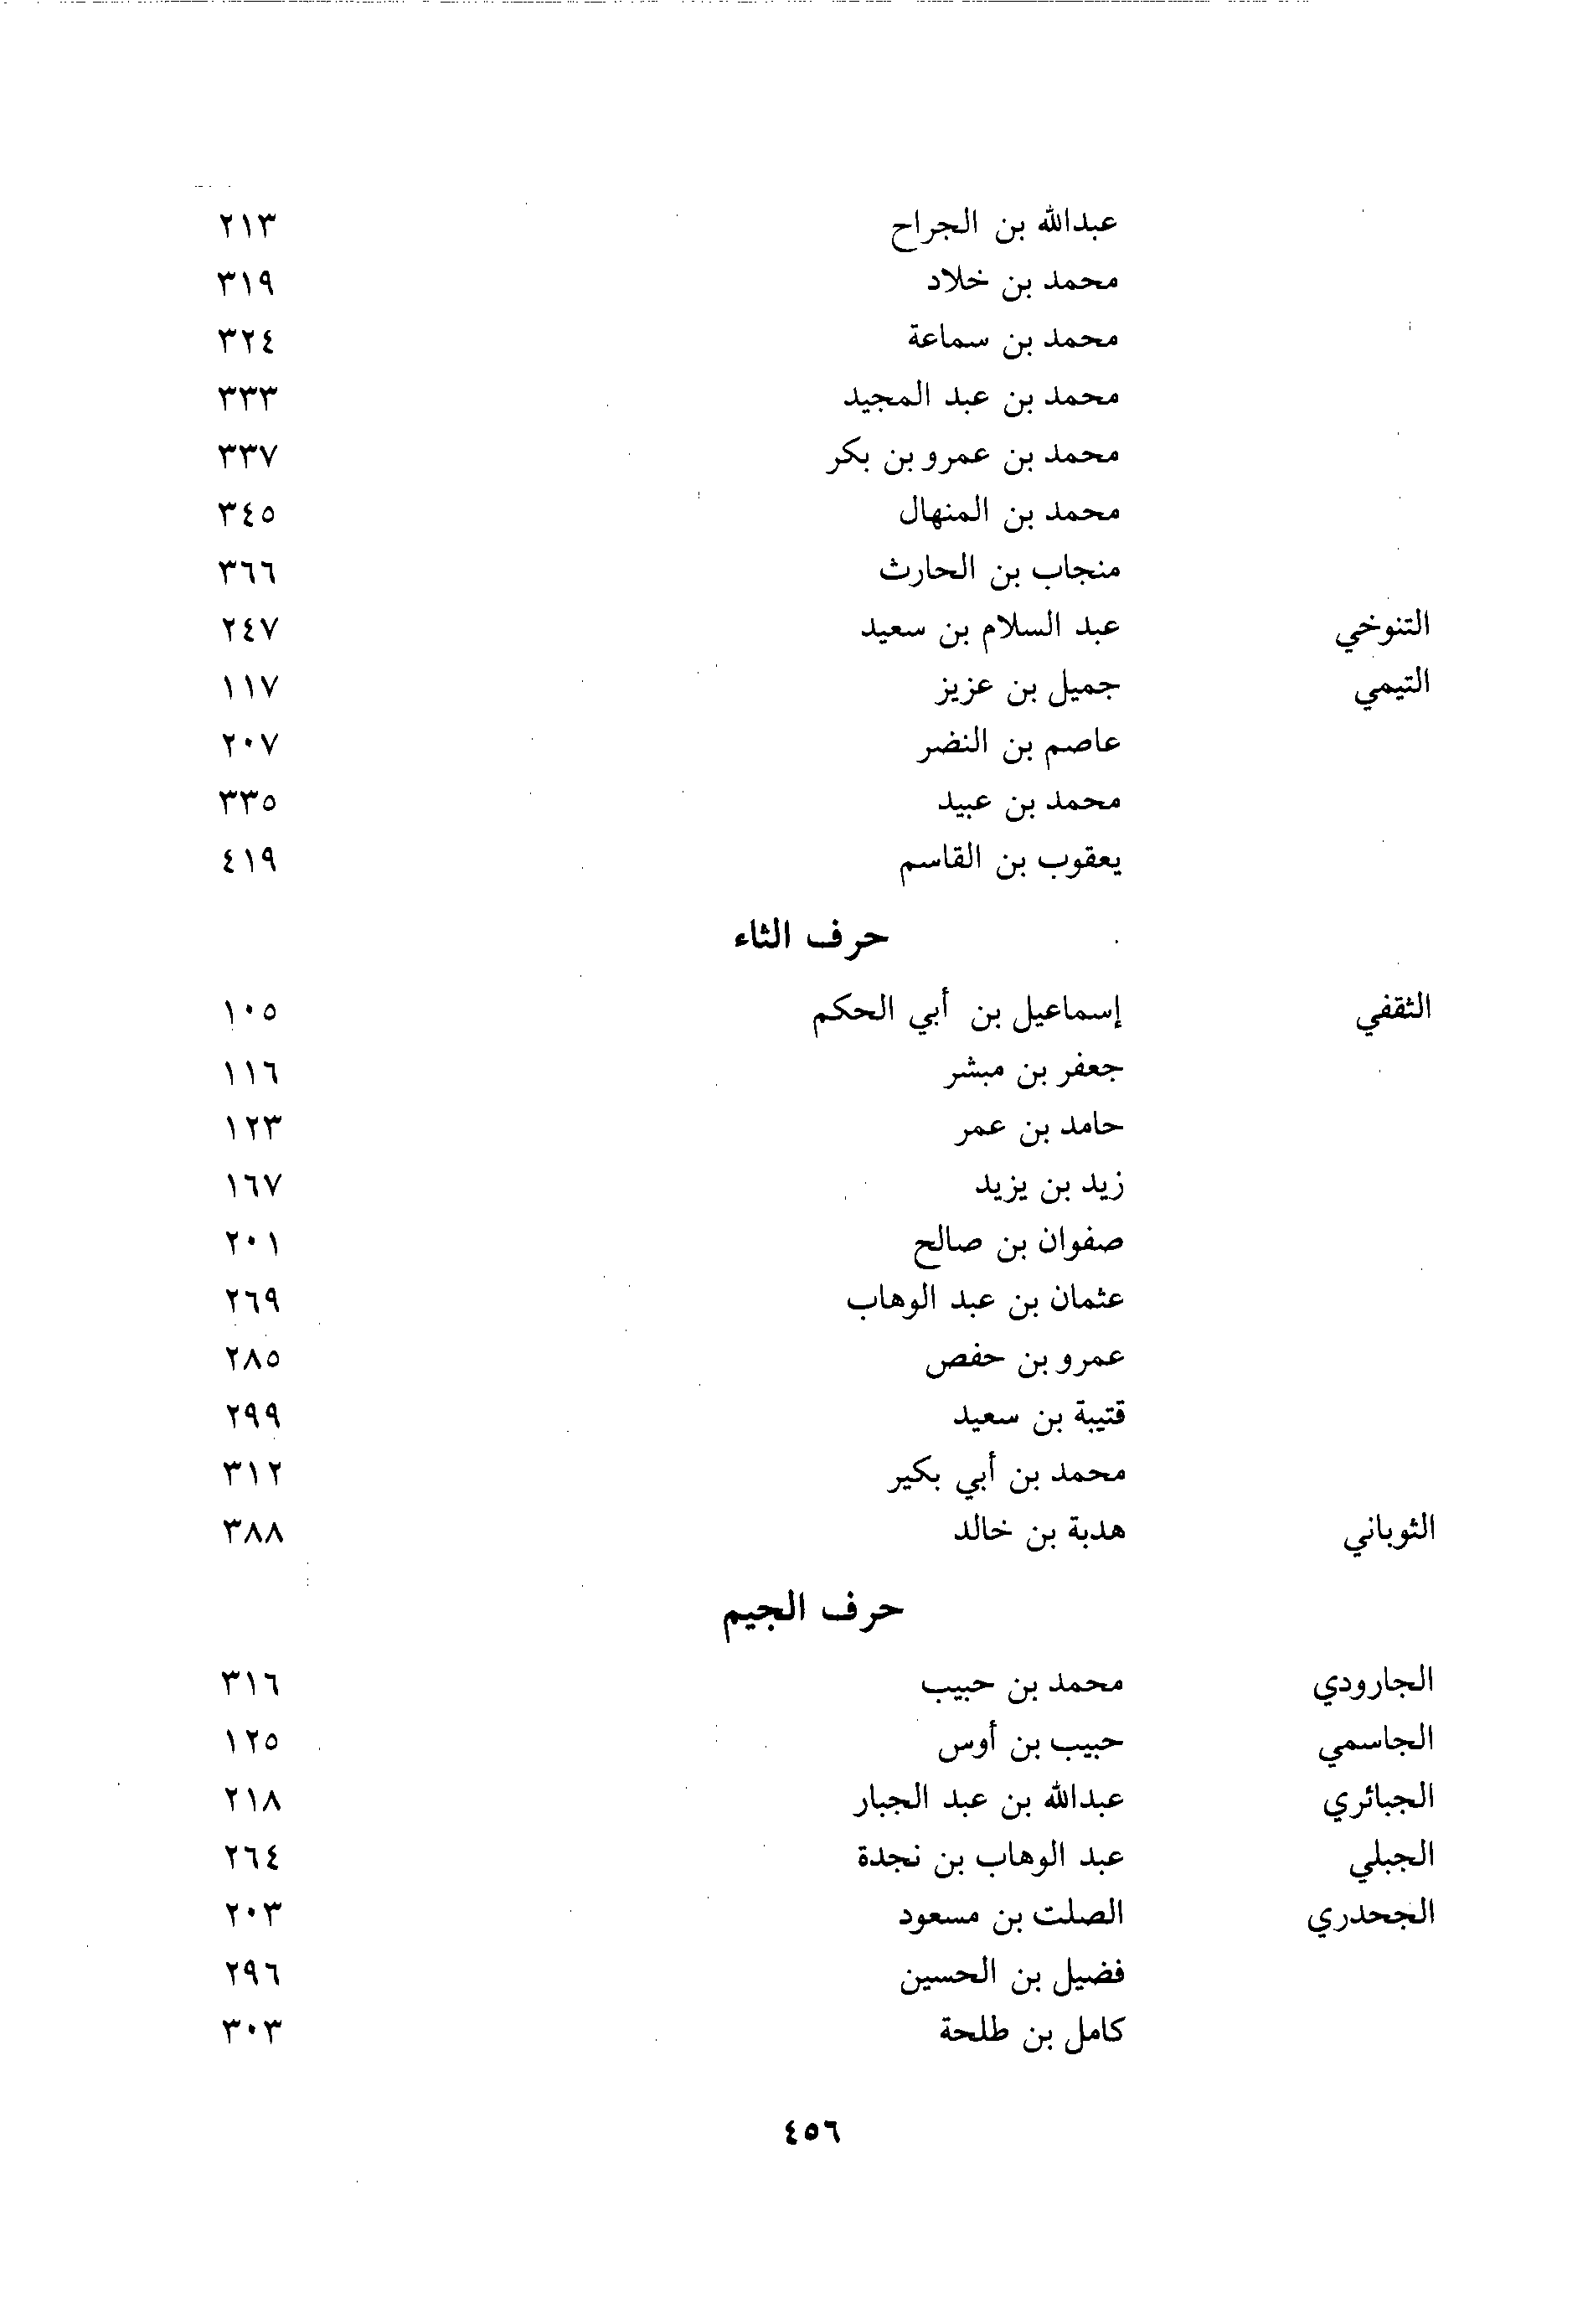 عبدالله بن الجراح ٢١٣
محمد بن خلاد ٣١٩
محمد بن سماعة ٣٢٤
محمد بن عبد المجيد ٣٣٣
محمد بن عمرو بن بكر ٣٣٧
محمد بن المنهال ٣٤٥
منجاب بن الحارث ٣٦٦
التنوخي عبد السلام بن سعيد ٢٤٧
التيمي جميل بن عزيز ١١٧
عاصم بن النضر ٢٠٧
محمد بن عبيد ٣٣٥
يعقوب بن القاسم ٤١٩
حرف الثاء
الثقفي إسماعيل بن أبي الحكم ١٠٥
جعفر بن مبشر ١١٦
حامد بن عمر ١٢٣
زيد بن يزيد ١٦٧
صفوان بن صالح ٢٠١
عثمان بن عبد الوهاب ٢٦٩
عمرو بن حفص ٢٨٥
قتيبة بن سعيد ٢٩٩
محمد بن أبي بكير ٣١٢
الثوباني هدبة بن خالد ٣٨٨
حرف الجيم
الجارودي محمد بن حبيب ٣١٦
الجاسمي حبيب بن أوس ١٢٥
الجبائري عبدالله بن عبد الجبار ٢١٨
الجبلي عبد الوهاب بن نجدة ٢٦٤
الجحدري الصلت بن مسعود ٢٠٣
فضيل بن الحسين ٢٩٦
كامل بن طلحة ٣٠٣
٤٥٦